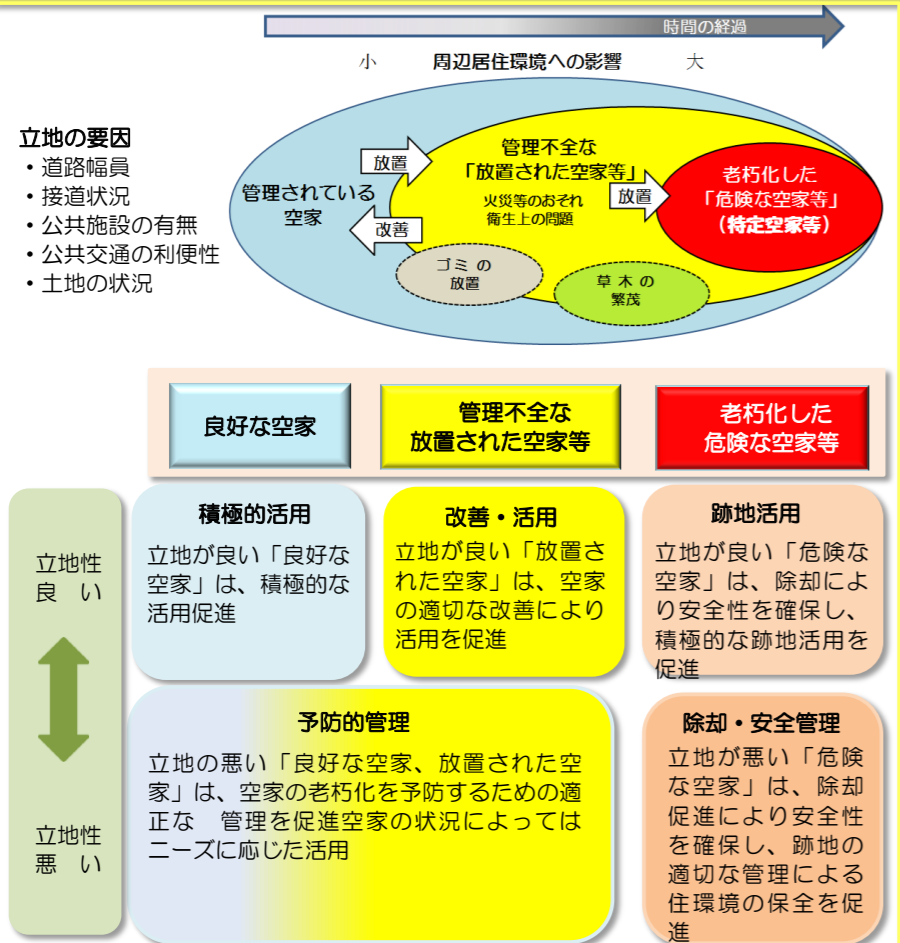 時間の経過
小 周辺居住環境への影響 大
立地の要因
・道路幅員
・接道状況
・公共施設の有無
・公共交通の利便性
・土地の状況
管理されている
空家
放置
改善
管理不全な
「放置された空家等」
火災等のおそれ
衛生上の問題
放置
老朽化した
「危険な空家等」
（特定空家等）
ゴミの
放置
草木の
繁茂
良好な空家
管理不全な
放置された空家等
老朽化した
危険な空家等
立地性
良 い
積極的活用
立地が良い「良好な
空家」は、積極的な
活用促進
改善・活用
立地が良い「放置さ
れた空家」は、空家
の適切な改善により
活用を促進
跡地活用
立地が良い「危険な
空家」は、除却によ
り安全性を確保し、
積極的な跡地活用を
促進
立地性
悪 い
予防的管理
立地の悪い「良好な空家、放置された空
家」は、空家の老朽化を予防するための適
正な 管理を促進空家の状況によっては
ニーズに応じた活用
除却・安全管理
立地が悪い「危険
な空家」は、除却
促進により安全性
を確保し、跡地の
適切な管理による
住環境の保全を促
進